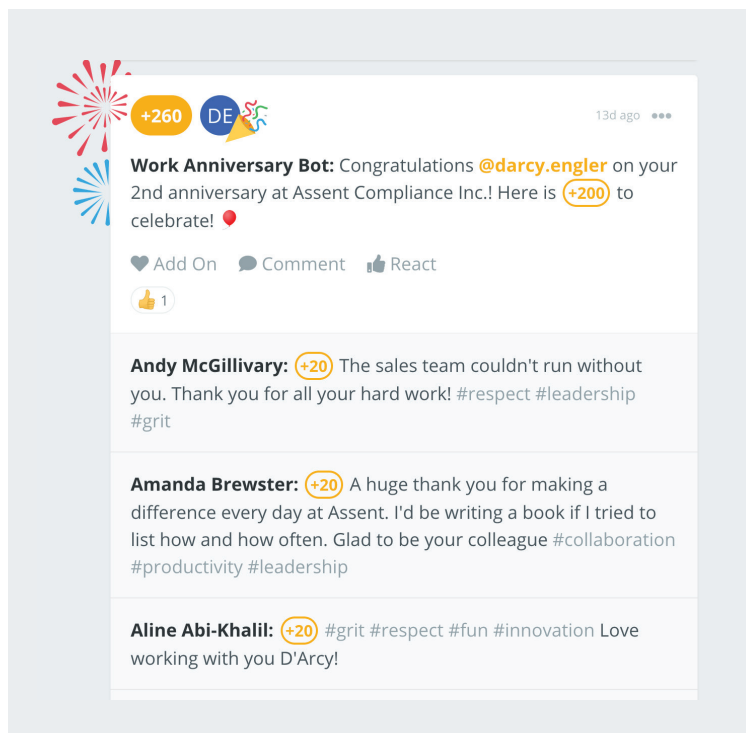 +260 DE 13d ago
Work Anniversary Bot: Congratulations @darcy.engler on your
2nd anniversary at Assent Compliance Inc.! Here is +200 to
celebrate! 🎈
Add On Comment React
👍 1
Andy McGillivary: +20 The sales team couldn't run without
you. Thank you for all your hard work! #respect #leadership
#grit
Amanda Brewster: +20 A huge thank you for making a
difference every day at Assent. I'd be writing a book if I tried to
list how and how often. Glad to be your colleague #collaboration
#productivity #leadership
Aline Abi-Khalil: +20 #grit #respect #fun #innovation Love
working with you D'Arcy!